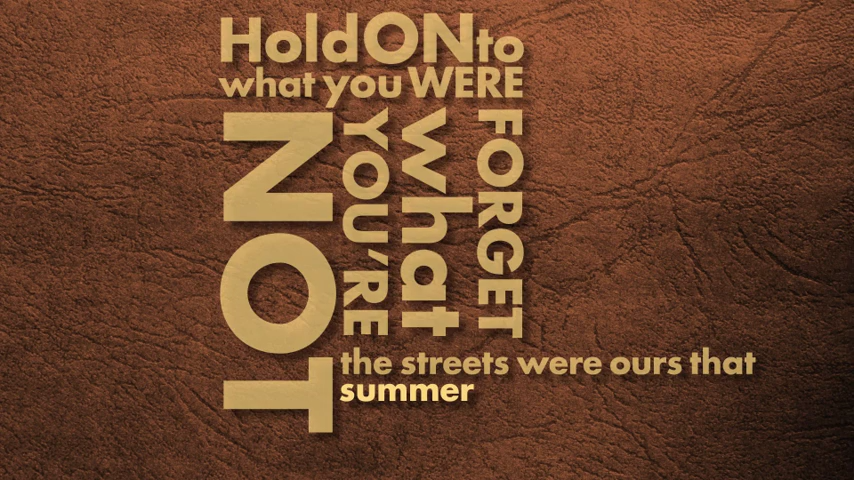 HoldONto
what you WERE
FORGET
what
YOU'RE
NOT
the streets were ours that
summer